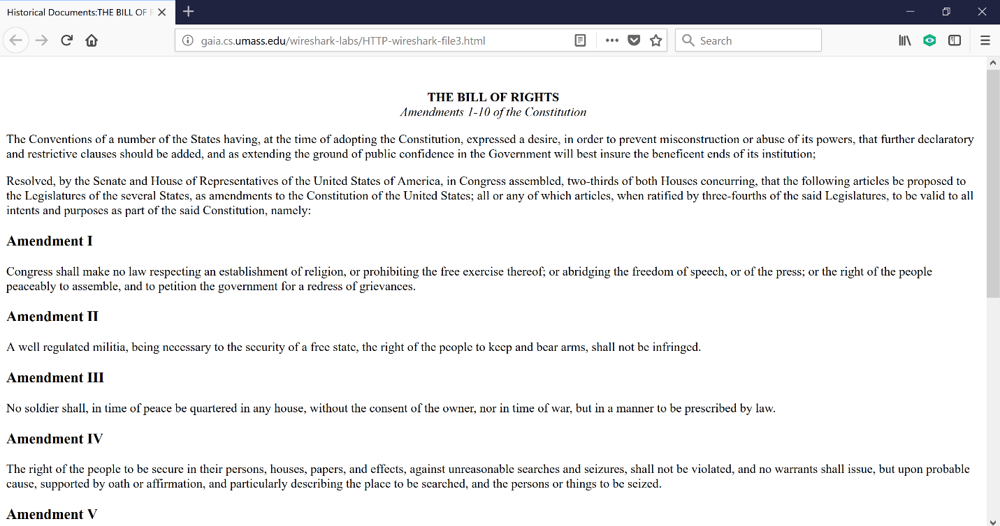 Historical Documents:THE BILL OF
gaia.cs.umass.edu/wireshark-labs/HTTP-wireshark-file3.html
Search
THE BILL OF RIGHTS
Amendments 1-10 of the Constitution
The Conventions of a number of the States having, at the time of adopting the Constitution, expressed a desire, in order to prevent misconstruction or abuse of its powers, that further declaratory
and restrictive clauses should be added, and as extending the ground of public confidence in the Government will best insure the beneficent ends of its institution;
Resolved, by the Senate and House of Representatives of the United States of America, in Congress assembled, two-thirds of both Houses concurring, that the following articles be proposed to
the Legislatures of the several States, as amendments to the Constitution of the United States; all or any of which articles, when ratified by three-fourths of the said Legislatures, to be valid to all
intents and purposes as part of the said Constitution, namely:
Amendment I
Congress shall make no law respecting an establishment of religion, or prohibiting the free exercise thereof; or abridging the freedom of speech, or of the press; or the right of the people
peaceably to assemble, and to petition the government for a redress of grievances.
Amendment II
A well regulated militia, being necessary to the security of a free state, the right of the people to keep and bear arms, shall not be infringed.
Amendment III
No soldier shall, in time of peace be quartered in any house, without the consent of the owner, nor in time of war, but in a manner to be prescribed by law.
Amendment IV
The right of the people to be secure in their persons, houses, papers, and effects, against unreasonable searches and seizures, shall not be violated, and no warrants shall issue, but upon probable
cause, supported by oath or affirmation, and particularly describing the place to be searched, and the persons or things to be seized.
Amendment V